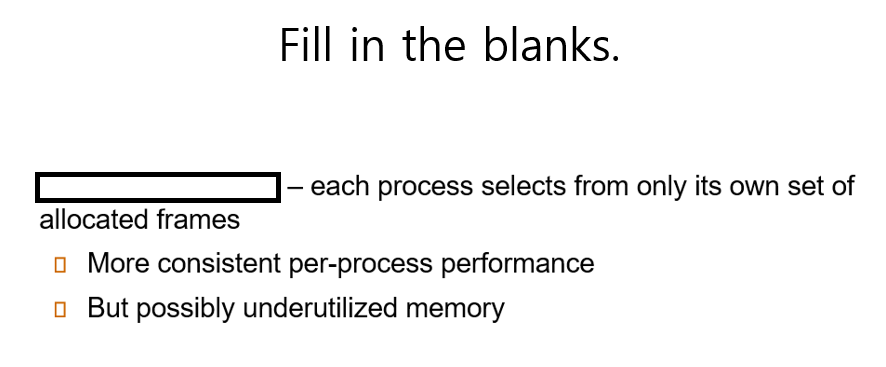 Fill in the blanks.
– each process selects from only its own set of
allocated frames
More consistent per-process performance
But possibly underutilized memory